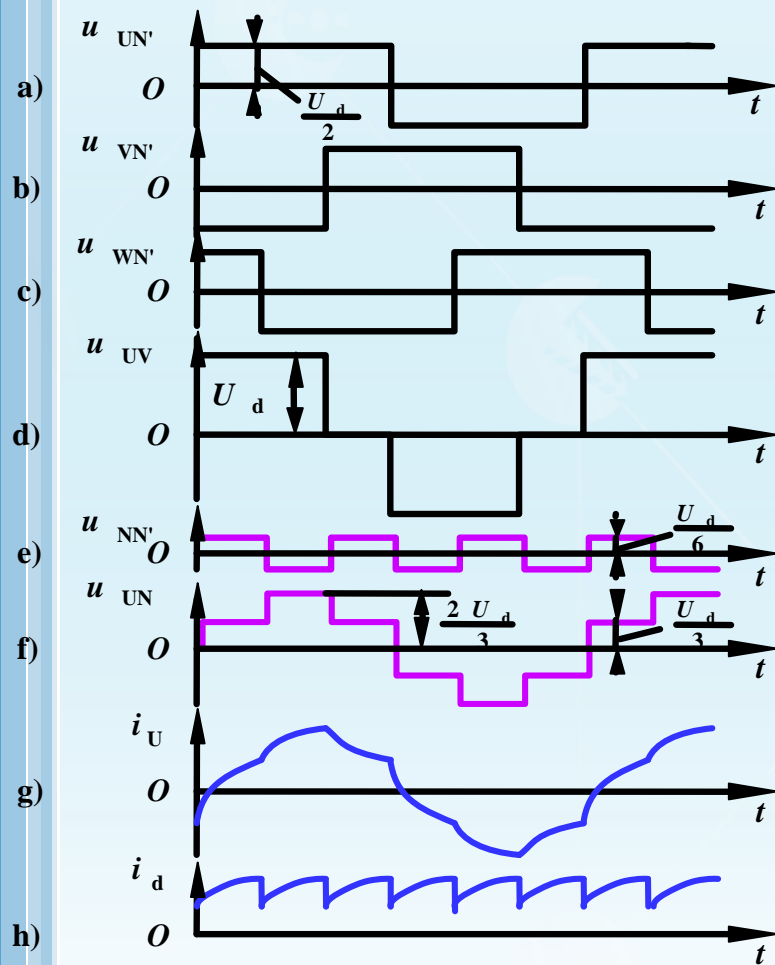 u UN'
a) O
U d
2
t
u VN'
b) O
t
u WN'
c) O
t
u UV
U d
d) O
t
u NN'
U d
6
e) O
t
u UN
2 U d
3
U d
3
f) O
t
i U
g) O
t
i d
h) O
t